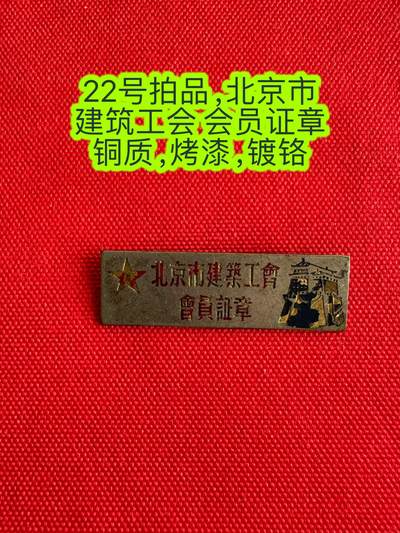 22号拍品,北京市
建筑工会会员证章
铜质,烤漆,镀铬
北京市建築工會
會員証章